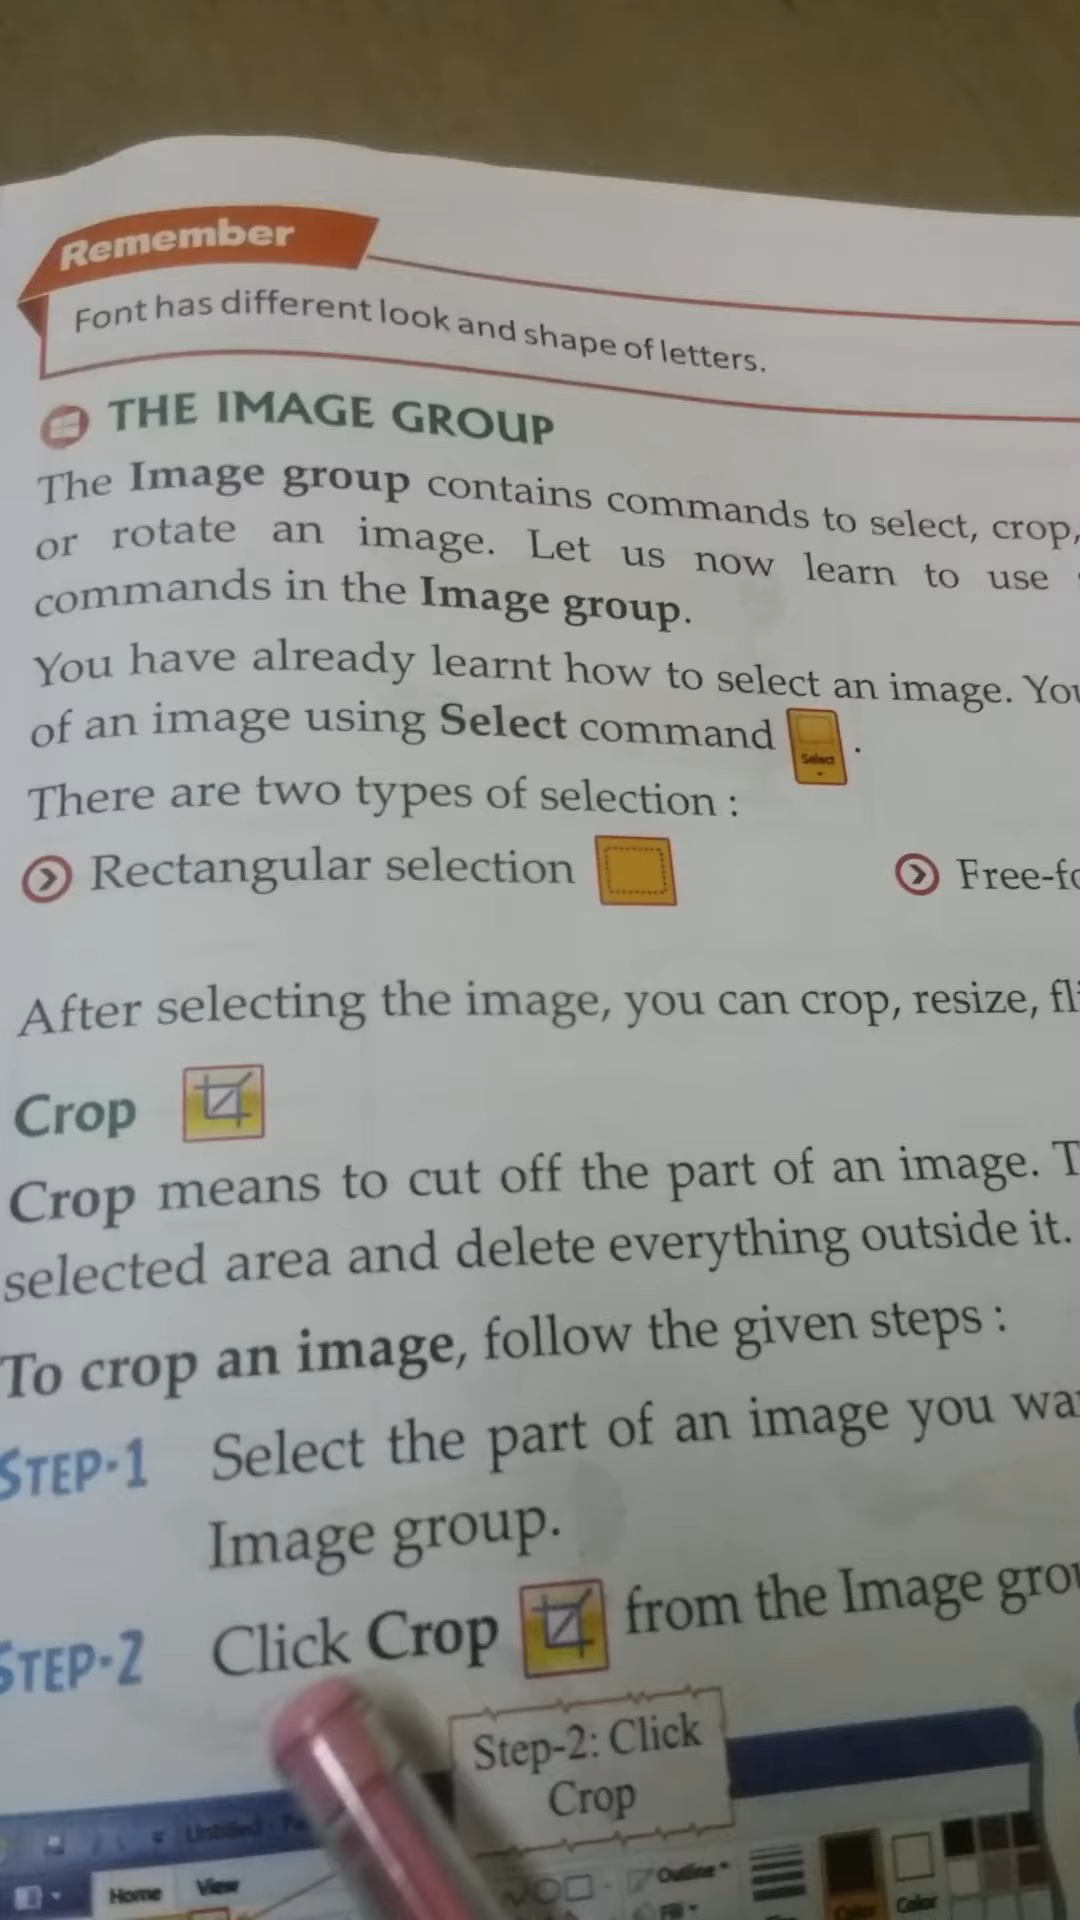 Remember
Font has different look and shape of letters.
THE IMAGE GROUP
The Image group contains commands to select, crop,
or rotate an image. Let us now learn to use
commands in the Image group.
You have already learnt how to select an image. You
of an image using Select command Select .
There are two types of selection :
Rectangular selection Free-fo
After selecting the image, you can crop, resize, fli
Crop
Crop means to cut off the part of an image. T
selected area and delete everything outside it.
To crop an image, follow the given steps :
STEP-1 Select the part of an image you wa
Image group.
STEP-2 Click Crop from the Image grou
Step-2: Click
Crop
Untitled
Home View
Outline
Fill
Color Color